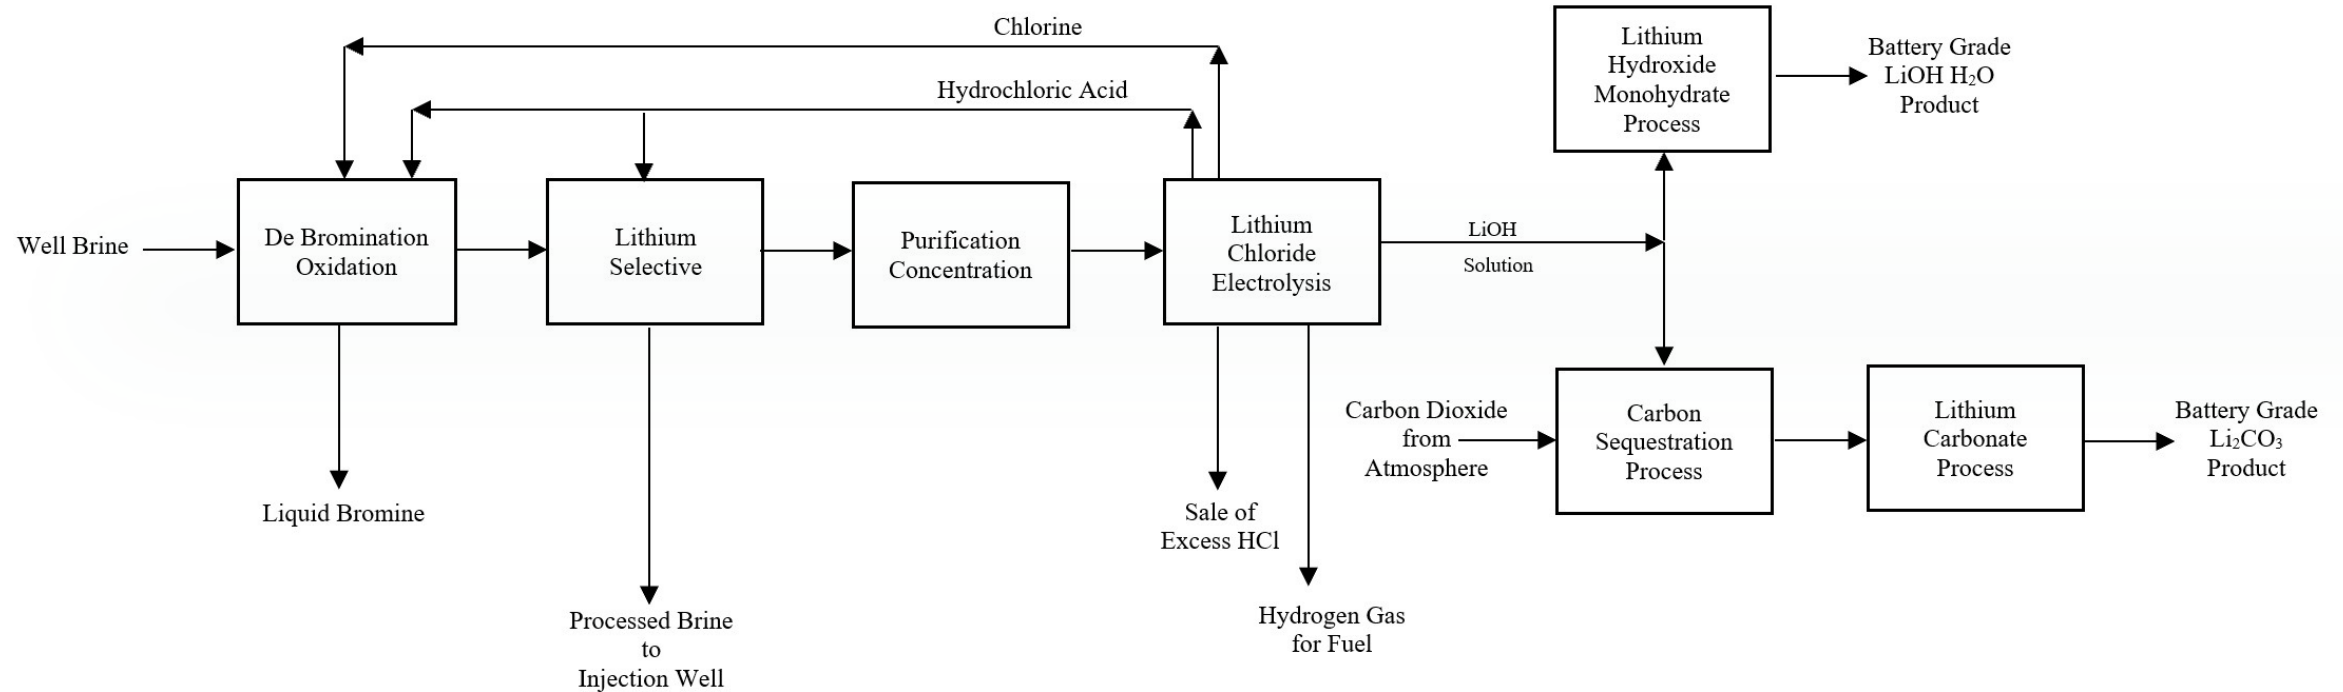 Chlorine
Hydrochloric Acid
Lithium
Hydroxide
Monohydrate
Process
Battery Grade
LiOH H₂O
Product
Well Brine
De Bromination
Oxidation
Lithium
Selective
Purification
Concentration
Lithium
Chloride
Electrolysis
LiOH
Solution
Liquid Bromine
Processed Brine
to
Injection Well
Sale of
Excess HCl
Hydrogen Gas
for Fuel
Carbon Dioxide
from
Atmosphere
Carbon
Sequestration
Process
Lithium
Carbonate
Process
Battery Grade
Li₂CO₃
Product